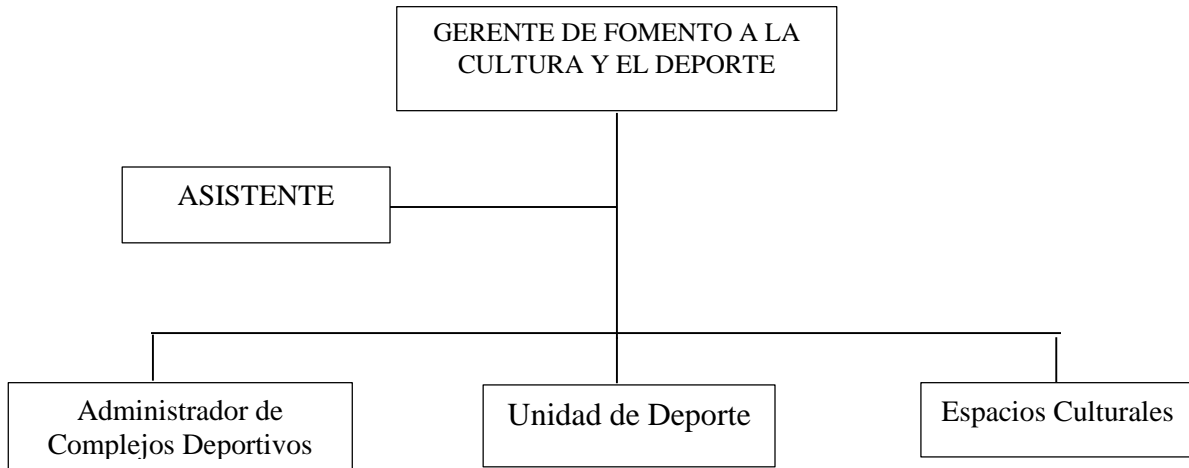 GERENTE DE FOMENTO A LA
CULTURA Y EL DEPORTE
ASISTENTE
Administrador de
Complejos Deportivos
Unidad de Deporte
Espacios Culturales